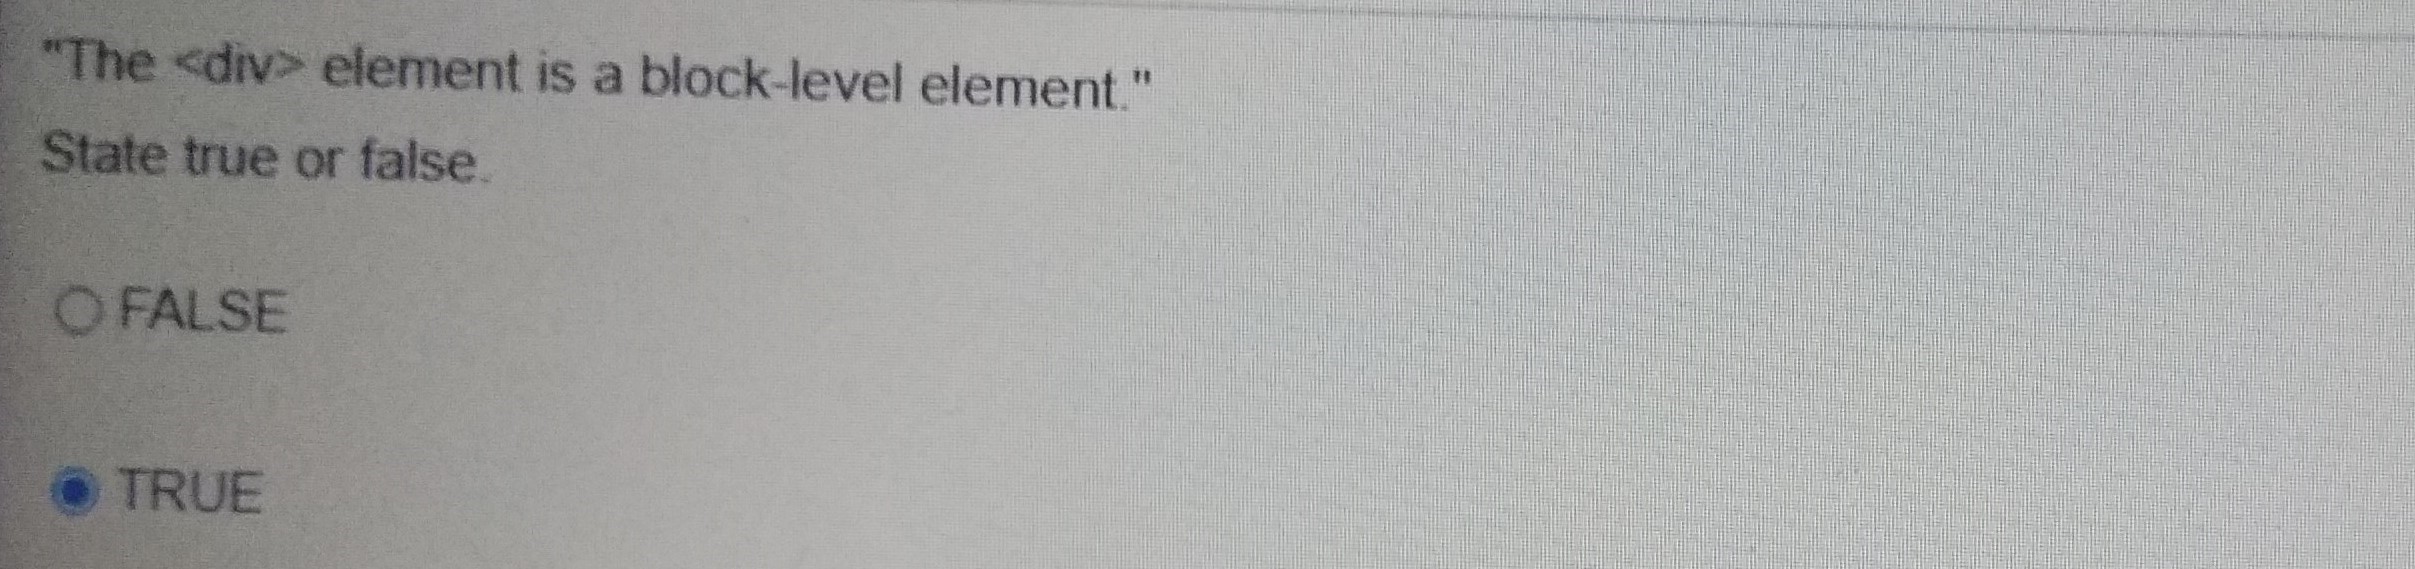 "The <div> element is a block-level element."
State true or false.
FALSE
TRUE